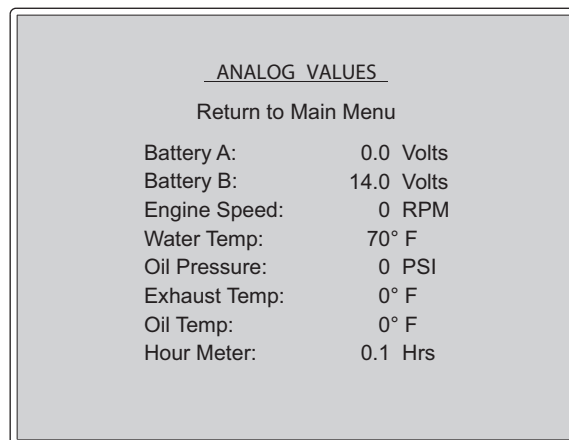 ANALOG VALUES
Return to Main Menu
Battery A: 0.0 Volts
Battery B: 14.0 Volts
Engine Speed: 0 RPM
Water Temp: 70° F
Oil Pressure: 0 PSI
Exhaust Temp: 0° F
Oil Temp: 0° F
Hour Meter: 0.1 Hrs